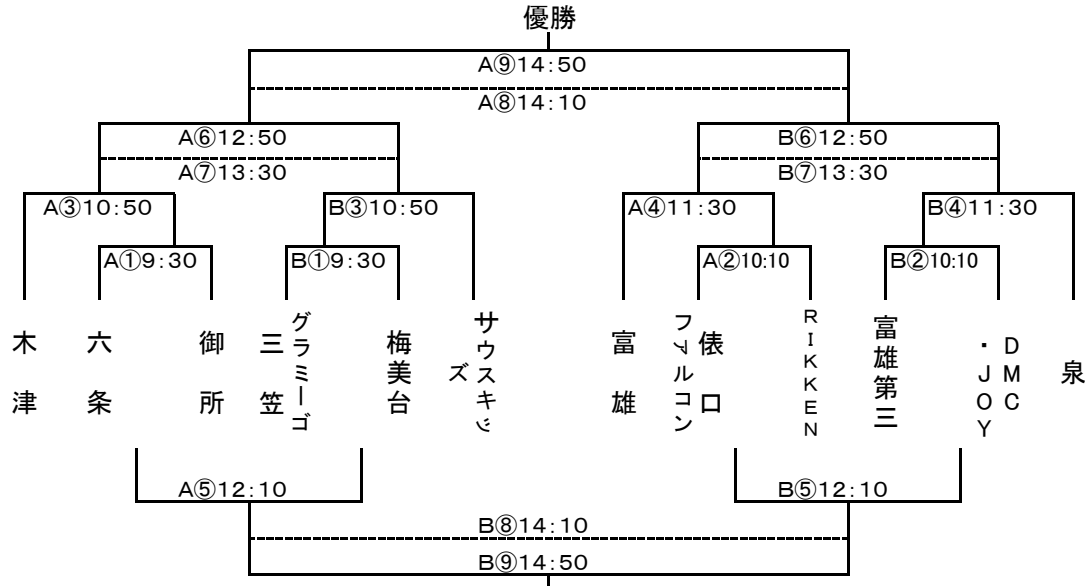 優勝
A⑨14:50
A⑧14:10
A⑥12:50
B⑥12:50
A⑦13:30
B⑦13:30
A③10:50
B③10:50
A④11:30
B④11:30
A①9:30
B①9:30
A②10:10
B②10:10
木津
六条
御所
三笠
グラミーゴ
梅美台
サウスキッズ
富雄
俵口
ファルコン
RIKKEN
富雄第三
DMC
・JOY
泉
A⑤12:10
B⑤12:10
B⑧14:10
B⑨14:50